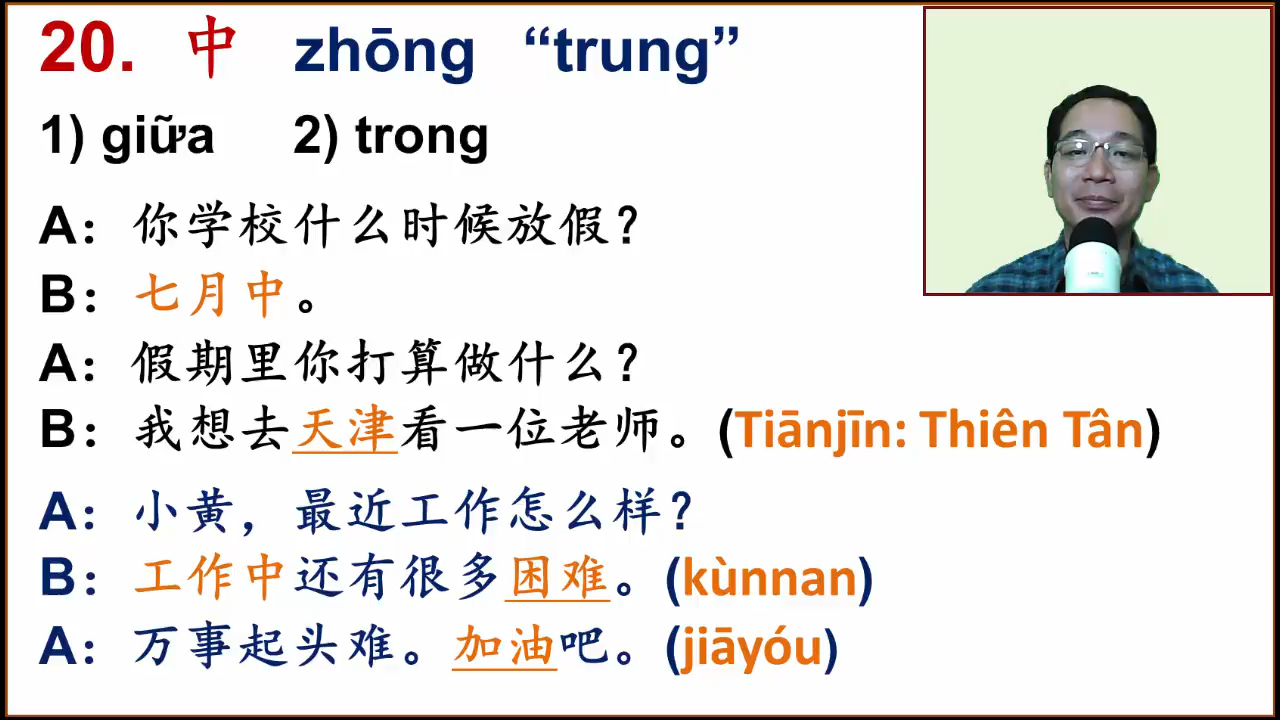 20. 中 zhōng “trung”
1) giữa 2) trong
A：你学校什么时候放假？
B：七月中。
A：假期里你打算做什么？
B：我想去天津看一位老师。(Tiānjīn: Thiên Tân)
A：小黄，最近工作怎么样？
B：工作中还有很多困难。(kùnnan)
A：万事起头难。加油吧。(jiāyóu)